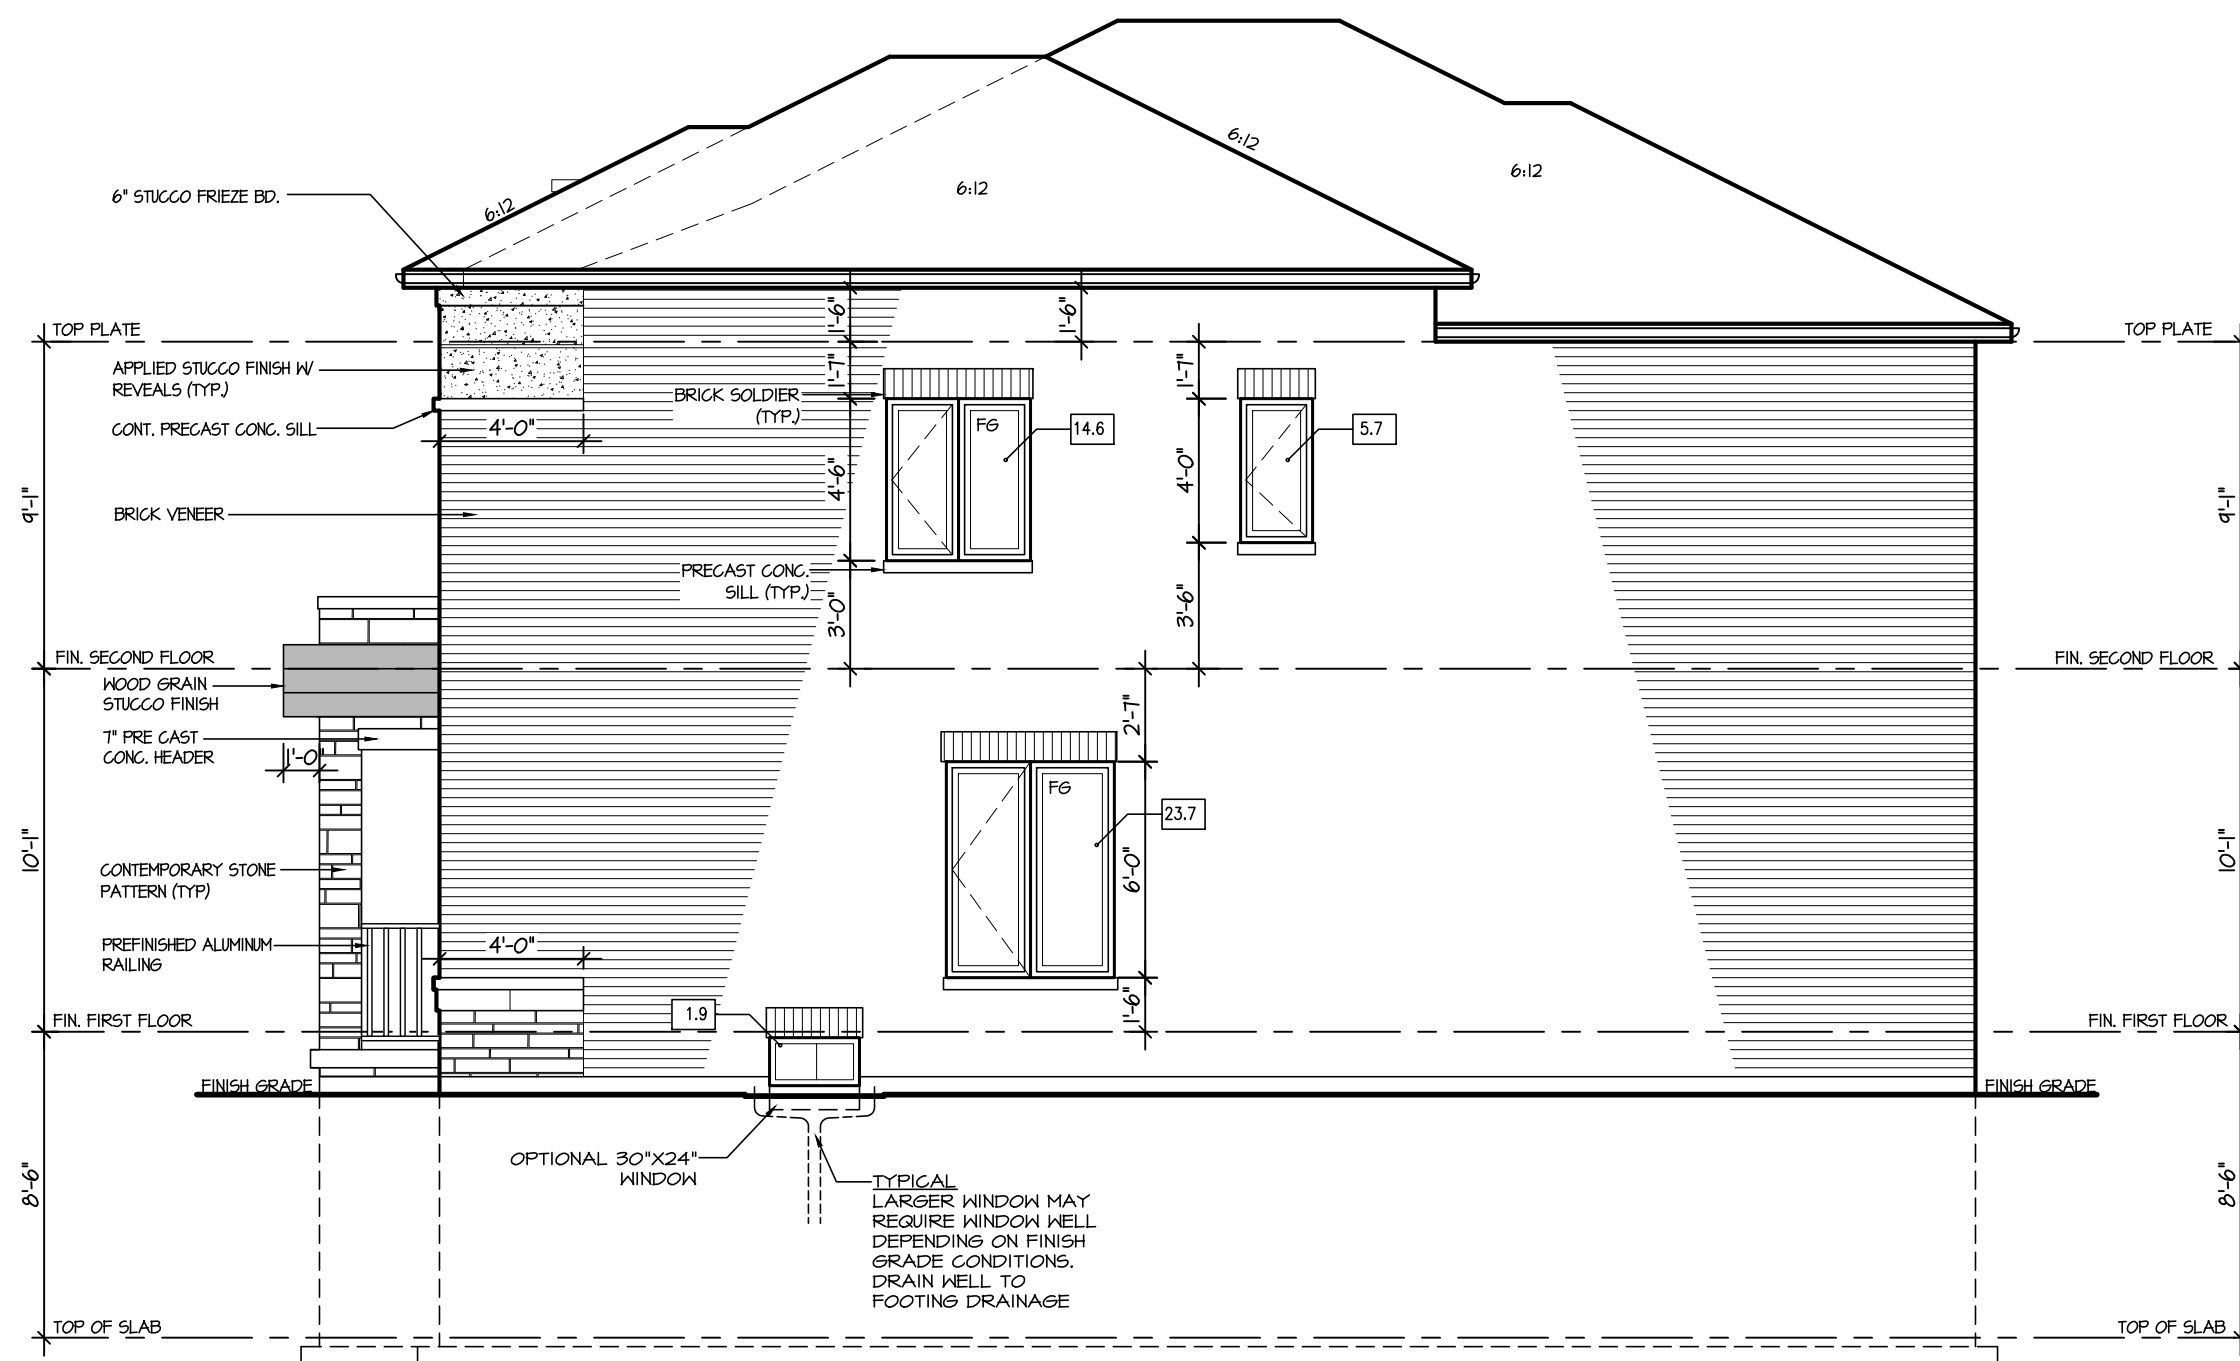 6:12
6:12
6:12
6:12
6" STUCCO FRIEZE BD.
TOP PLATE
TOP PLATE
1'-6"
1'-6"
APPLIED STUCCO FINISH W/
REVEALS (TYP.)
1'-7"
1'-7"
BRICK SOLDIER
(TYP.)
CONT. PRECAST CONC. SILL
4'-0"
FG
14.6
5.7
4'-6"
4'-0"
9'-1"
9'-1"
BRICK VENEER
PRECAST CONC.
SILL (TYP.)
3'-0"
3'-6"
FIN. SECOND FLOOR
FIN. SECOND FLOOR
WOOD GRAIN
STUCCO FINISH
2'-7"
7" PRE CAST
CONC. HEADER
1'-0"
FG
23.7
10'-1"
10'-1"
6'-0"
CONTEMPORARY STONE
PATTERN (TYP)
PREFINISHED ALUMINUM
RAILING
4'-0"
1.9
1'-6"
FIN. FIRST FLOOR
FIN. FIRST FLOOR
FINISH GRADE
FINISH GRADE
OPTIONAL 30"X24"
WINDOW
8'-6"
8'-6"
TYPICAL
LARGER WINDOW MAY
REQUIRE WINDOW WELL
DEPENDING ON FINISH
GRADE CONDITIONS.
DRAIN WELL TO
FOOTING DRAINAGE
TOP OF SLAB
TOP OF SLAB